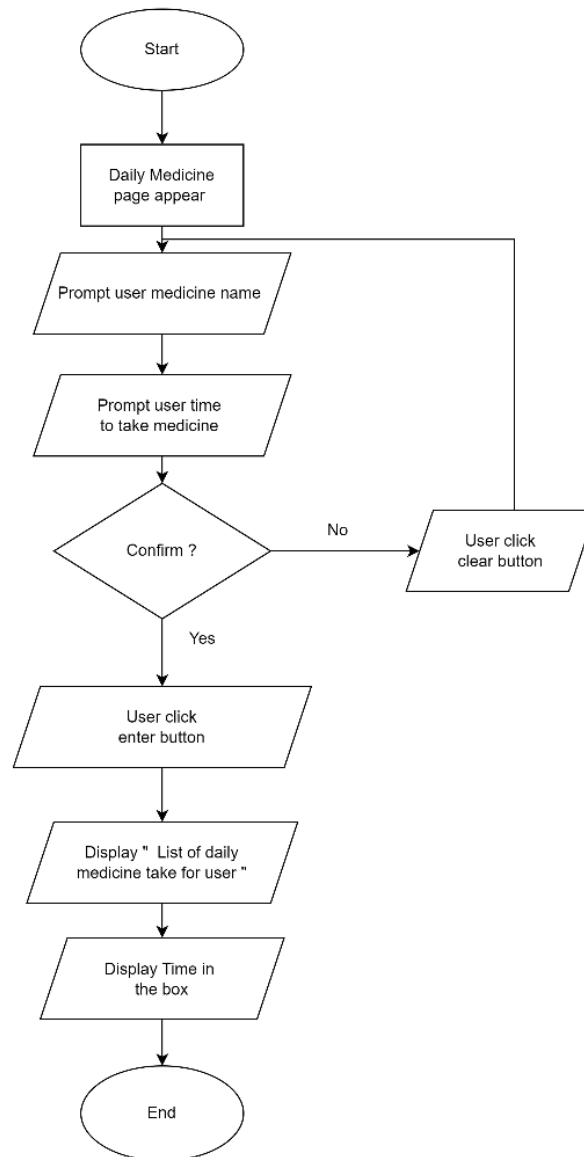 Start
Daily Medicine
page appear
Prompt user medicine name
Prompt user time
to take medicine
Confirm ?
No
User click
clear button
Yes
User click
enter button
Display " List of daily
medicine take for user "
Display Time in
the box
End